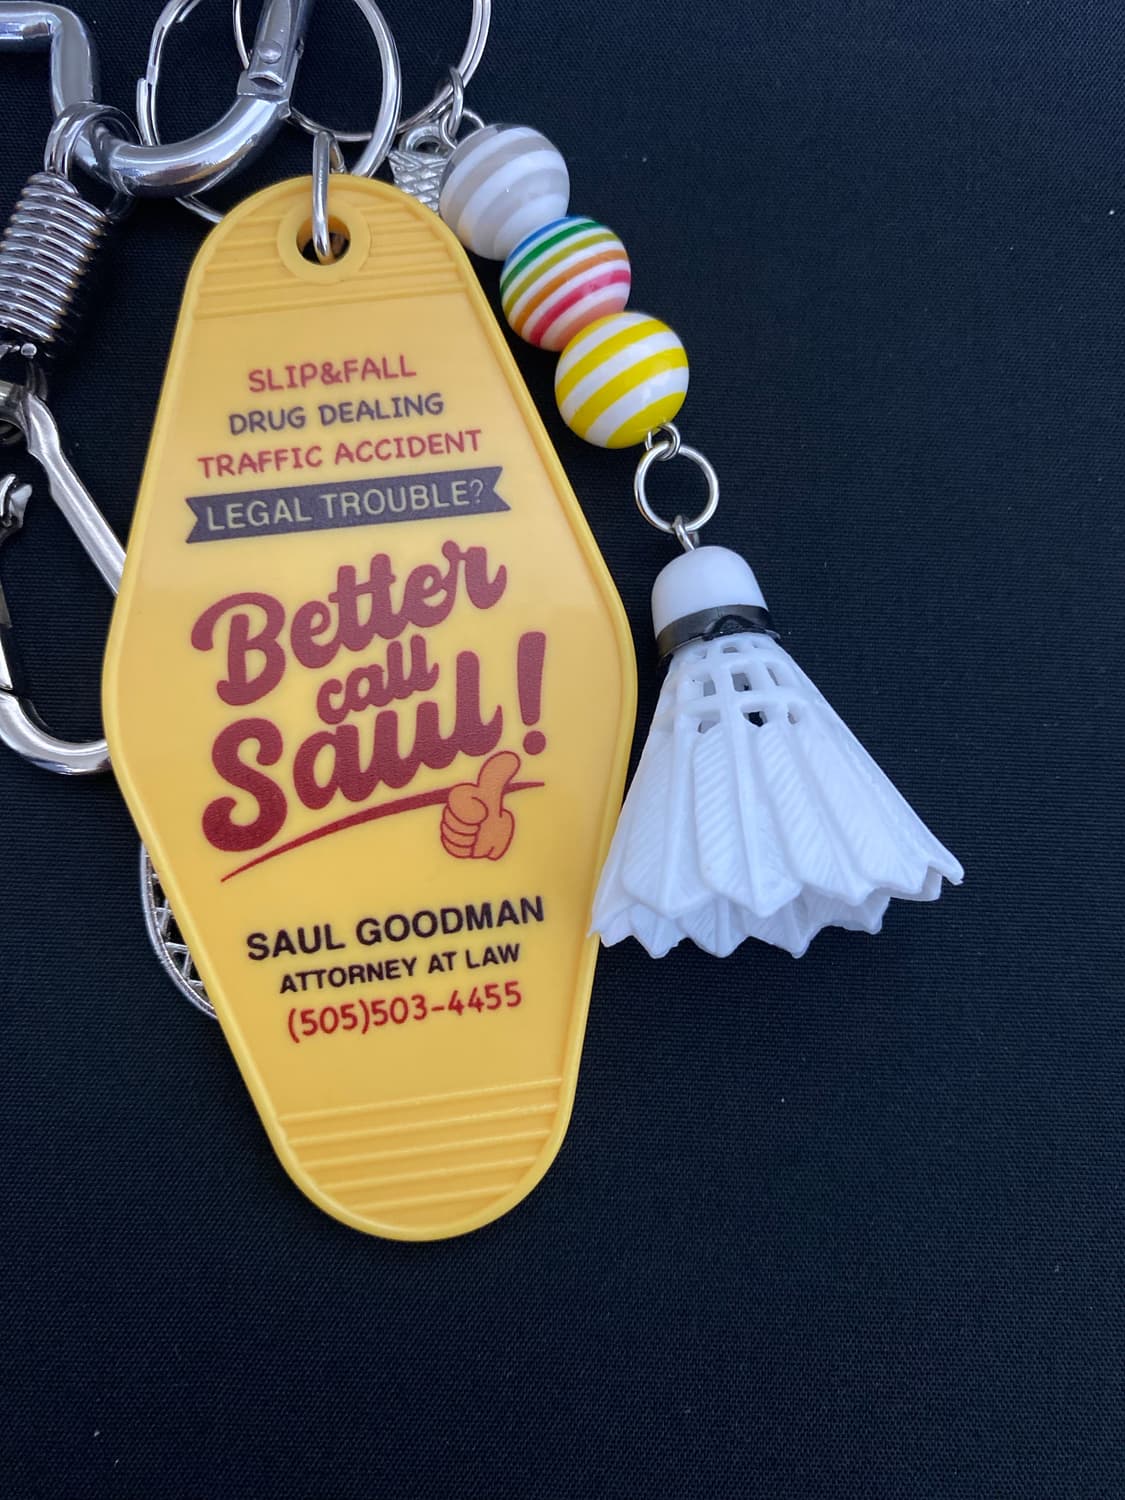 SLIP&FALL
DRUG DEALING
TRAFFIC ACCIDENT
LEGAL TROUBLE?
Better
call
Saul!
SAUL GOODMAN
ATTORNEY AT LAW
(505)503-4455